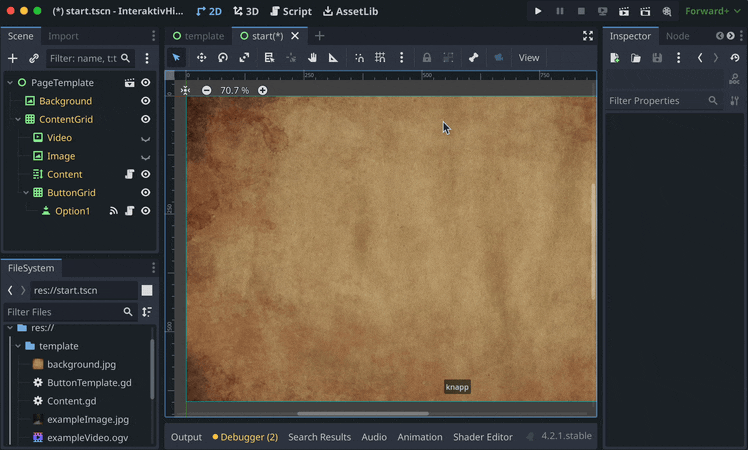 (*) start.tscn - InteraktivHi... 2D 3D Script AssetLib Forward+
Scene Import
Filter: name, t:t
PageTemplate
Background
ContentGrid
Video
Image
Content
ButtonGrid
Option1
FileSystem
res://start.tscn
Filter Files
res://
template
background.jpg
ButtonTemplate.gd
Content.gd
exampleImage.jpg
exampleVideo.ogv
template start(*)
View
0 250 500 750
70.7 %
0
250
500
knapp
Output Debugger (2) Search Results Audio Animation Shader Editor 4.2.1.stable
Inspector Node
DOC
Filter Properties